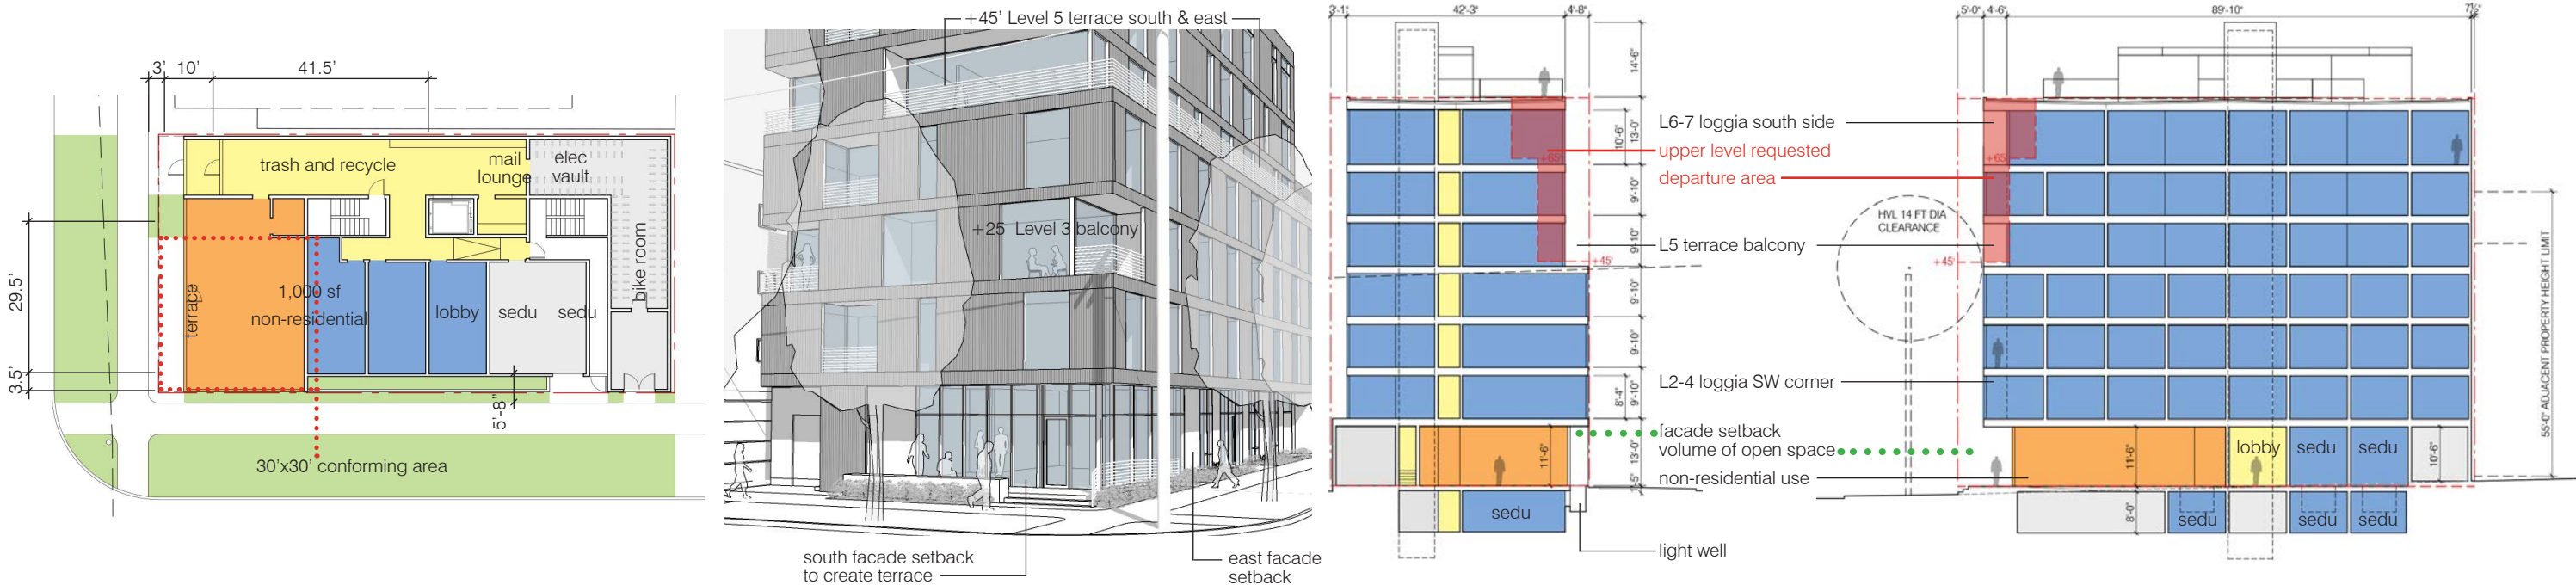 3'
10'
41.5'
29.5'
3.5'
trash and recycle
mail
lounge
elec
vault
bike room
terrace
1,000 sf
non-residential
lobby
sedu
sedu
5'-8"
30'x30' conforming area
+45' Level 5 terrace south & east
+25 Level 3 balcony
south facade setback
to create terrace
east facade
setback
3'-1"
42'-3"
4'-8"
14'-6"
10'-6"
13'-0"
+65'
9'-10"
9'-10"
+45'
9'-10"
9'-10"
8'-4"
9'-10"
11'-6"
13'-0"
sedu
L6-7 loggia south side
upper level requested
departure area
L5 terrace balcony
L2-4 loggia SW corner
facade setback
volume of open space
non-residential use
light well
5'-0"
4'-6"
89'-10"
+65'
+45'
HVL 14 FT DIA
CLEARANCE
55'-0" ADJACENT PROPERTY HEIGHT LIMIT
11'-6"
lobby
sedu
sedu
10'-6"
8'-0"
sedu
sedu
sedu